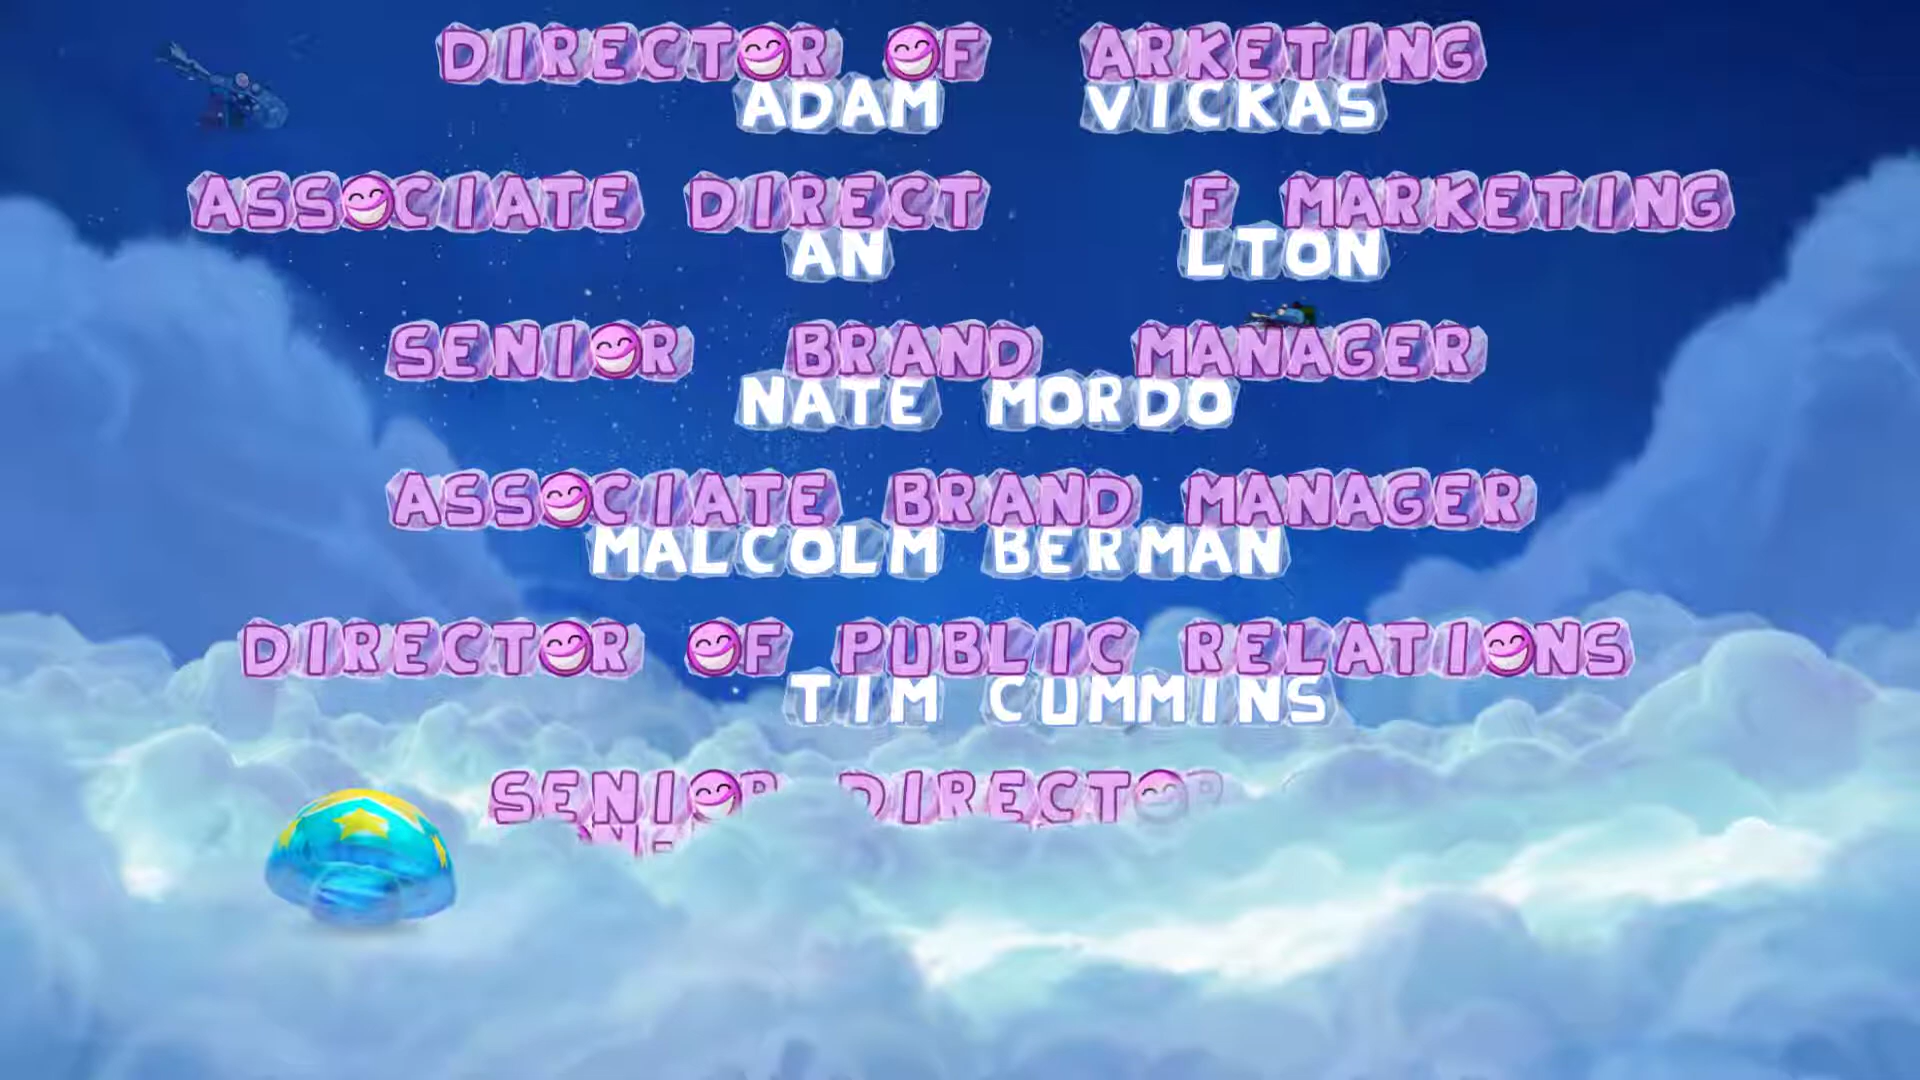 DIRECTOR OF ARKETING
ADAM VICKAS
ASSOCIATE DIRECT F MARKETING
AN LTON
SENIOR BRAND MANAGER
NATE MORDO
ASSOCIATE BRAND MANAGER
MALCOLM BERMAN
DIRECTOR OF PUBLIC RELATIONS
TIM CUMMINS
SENIOR DIRECTOR